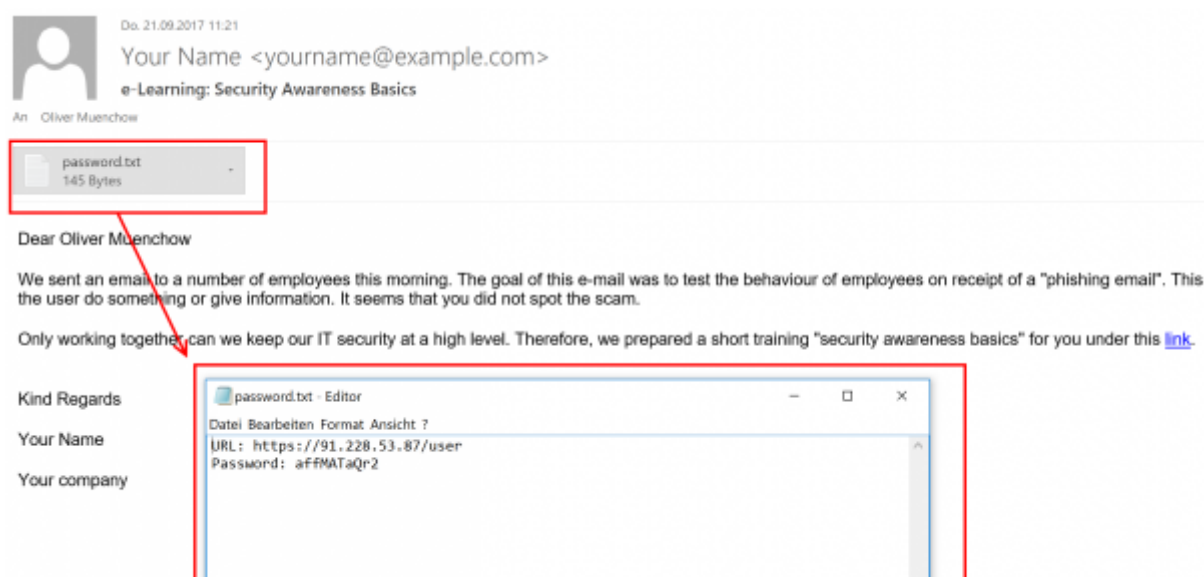 Do. 21.09.2017 11:21
Your Name <yourname@example.com>
e-Learning: Security Awareness Basics
An Oliver Muenchow
password.txt
145 Bytes
Dear Oliver Muenchow
We sent an email to a number of employees this morning. The goal of this e-mail was to test the behaviour of employees on receipt of a "phishing email". This
the user do something or give information. It seems that you did not spot the scam.
Only working together can we keep our IT security at a high level. Therefore, we prepared a short training "security awareness basics" for you under this link.
Kind Regards
Your Name
Your company
password.txt - Editor
Datei Bearbeiten Format Ansicht ?
URL: https://91.228.53.87/user
Password: affMATaQr2